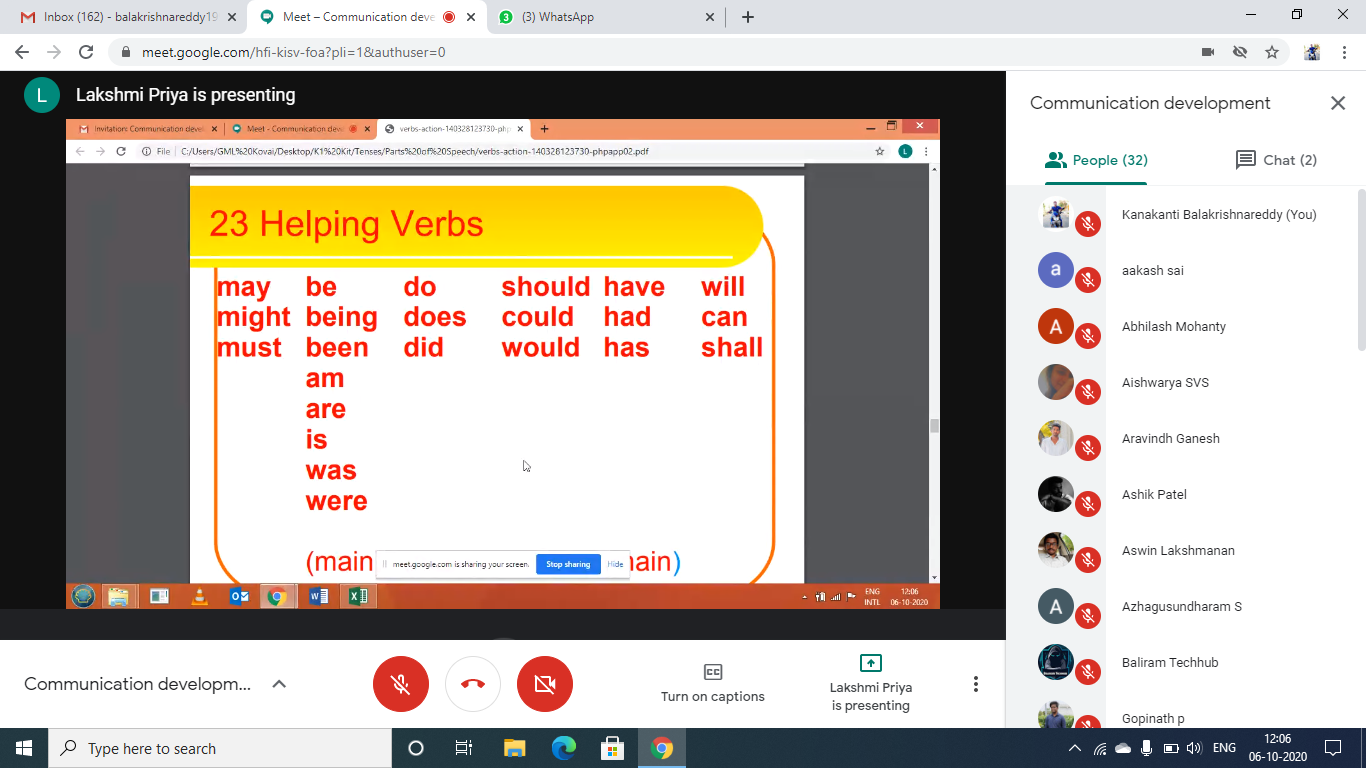 Inbox (162) - balakrishnareddy19
Meet – Communication deve
(3) WhatsApp
meet.google.com/hfi-kisv-foa?pli=1&authuser=0
L Lakshmi Priya is presenting
Invitation: Communication devel
Meet - Communication deve
verbs-action-140328123730-php
File C:/Users/GML%20Kovai/Desktop/K1%20Kit/Tenses/Parts%20of%20Speech/verbs-action-140328123730-phpapp02.pdf
L
23 Helping Verbs
may be do should have will
might being does could had can
must been did would has shall
am
are
is
was
were
(main
meet.google.com is sharing your screen. Stop sharing Hide
ain)
ENG
INTL
12:06
06-10-2020
Communication developm...
CC
Turn on captions
Lakshmi Priya
is presenting
Communication development
People (32)
Chat (2)
Kanakanti Balakrishnareddy (You)
a aakash sai
A Abhilash Mohanty
Aishwarya SVS
Aravindh Ganesh
Ashik Patel
Aswin Lakshmanan
A Azhagusundharam S
Baliram Techhub
Gopinath p
Type here to search
ENG
12:06
06-10-2020